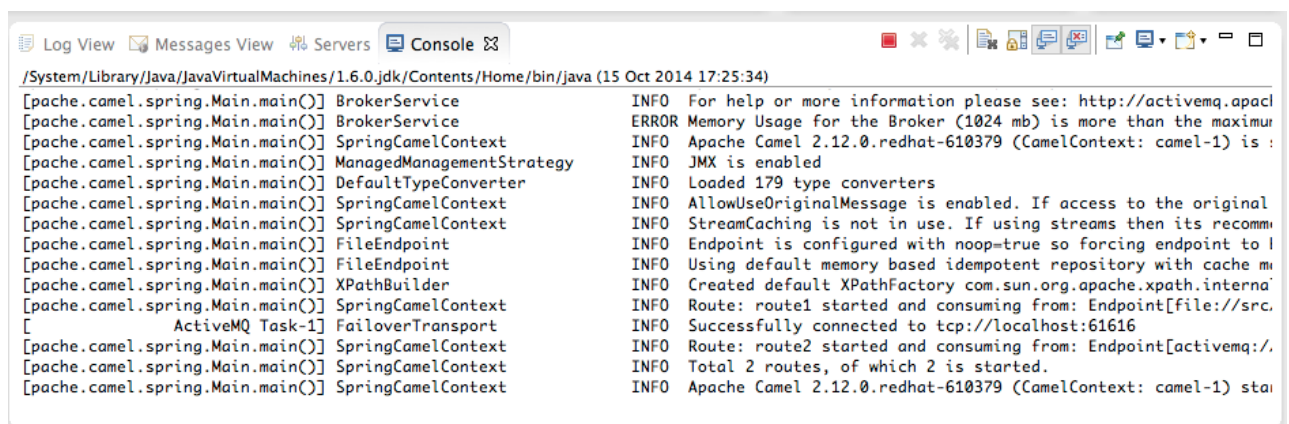 Log View Messages View Servers Console
/System/Library/Java/JavaVirtualMachines/1.6.0.jdk/Contents/Home/bin/java (15 Oct 2014 17:25:34)
[pache.camel.spring.Main.main()] BrokerService INFO For help or more information please see: http://activemq.apacl
[pache.camel.spring.Main.main()] BrokerService ERROR Memory Usage for the Broker (1024 mb) is more than the
[pache.camel.spring.Main.main()] SpringCamelContext INFO Apache Camel 2.12.0.redhat-610379 (CamelContext: camel-1) is
[pache.camel.spring.Main.main()] ManagedManagementStrategy INFO JMX is enabled
[pache.camel.spring.Main.main()] DefaultTypeConverter INFO Loaded 179 type converters
[pache.camel.spring.Main.main()] SpringCamelContext INFO AllowUseOriginalMessage is enabled. If access to the original
[pache.camel.spring.Main.main()] SpringCamelContext INFO StreamCaching is not in use. If using streams then its
[pache.camel.spring.Main.main()] FileEndpoint INFO Endpoint is configured with noop=true so forcing endpoint to
[pache.camel.spring.Main.main()] FileEndpoint INFO Using default memory based idempotent repository with cache
[pache.camel.spring.Main.main()] XPathBuilder INFO Created default XPathFactory com.sun.org.apache.xpath.interna
[pache.camel.spring.Main.main()] SpringCamelContext INFO Route: route1 started and consuming from: Endpoint[file://src
[ ActiveMQ Task-1] FailoverTransport INFO Successfully connected to tcp://localhost:61616
[pache.camel.spring.Main.main()] SpringCamelContext INFO Route: route2 started and consuming from: Endpoint[activemq:/
[pache.camel.spring.Main.main()] SpringCamelContext INFO Total 2 routes, of which 2 is started.
[pache.camel.spring.Main.main()] SpringCamelContext INFO Apache Camel 2.12.0.redhat-610379 (CamelContext: camel-1)